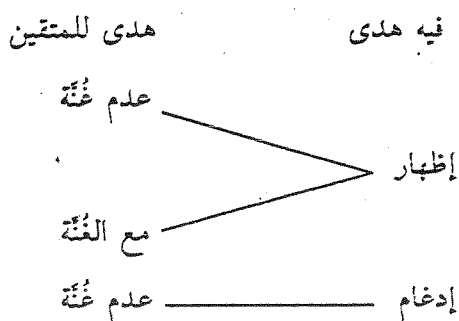 فيه هدى هدى للمتقين
عدم غُنَّة
إظهار
مع الغُنَّة
إدغام عدم غُنَّة